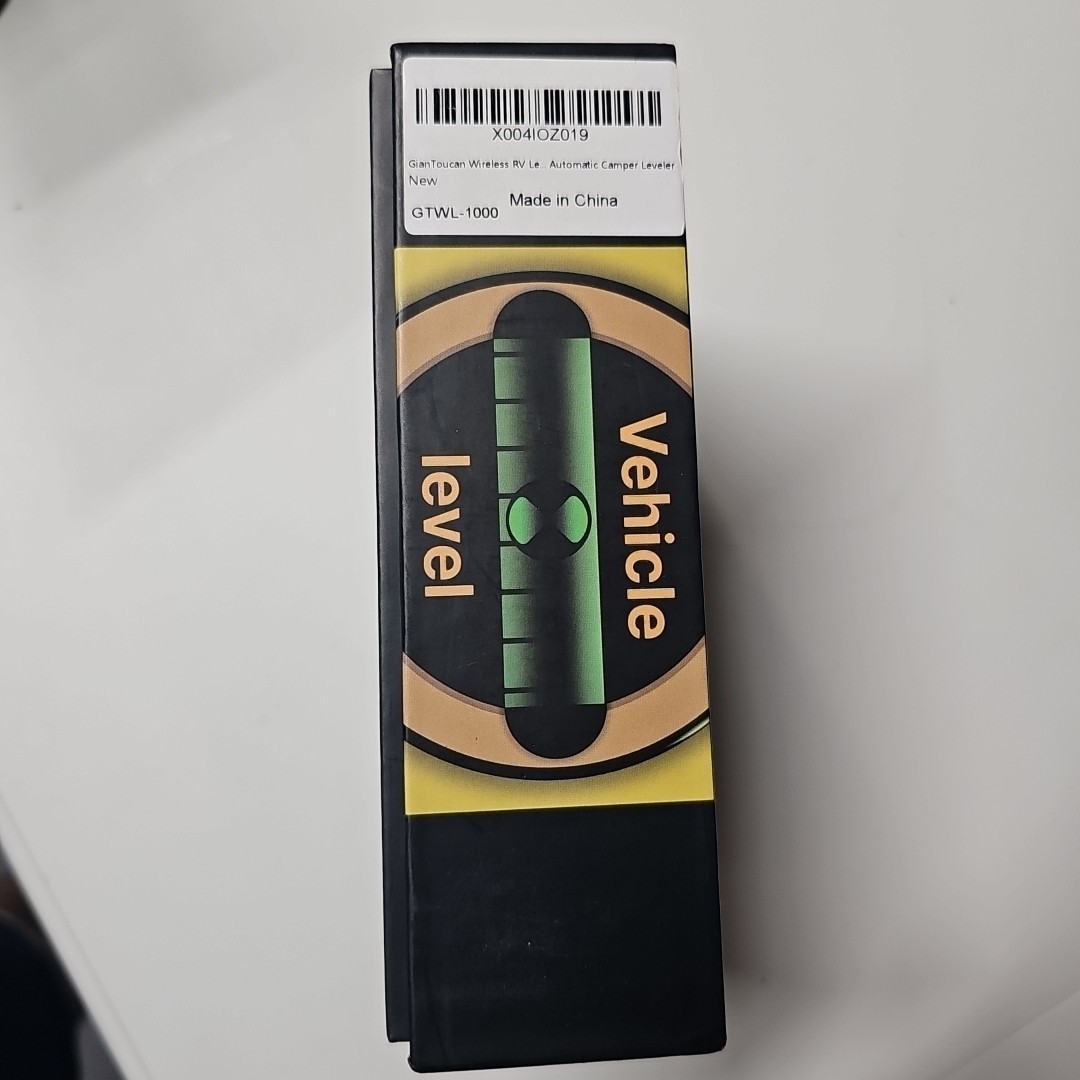 X004IOZ019
GianToucan Wireless RV Le... Automatic Camper Leveler
New
Made in China
GTWL-1000
Vehicle
level